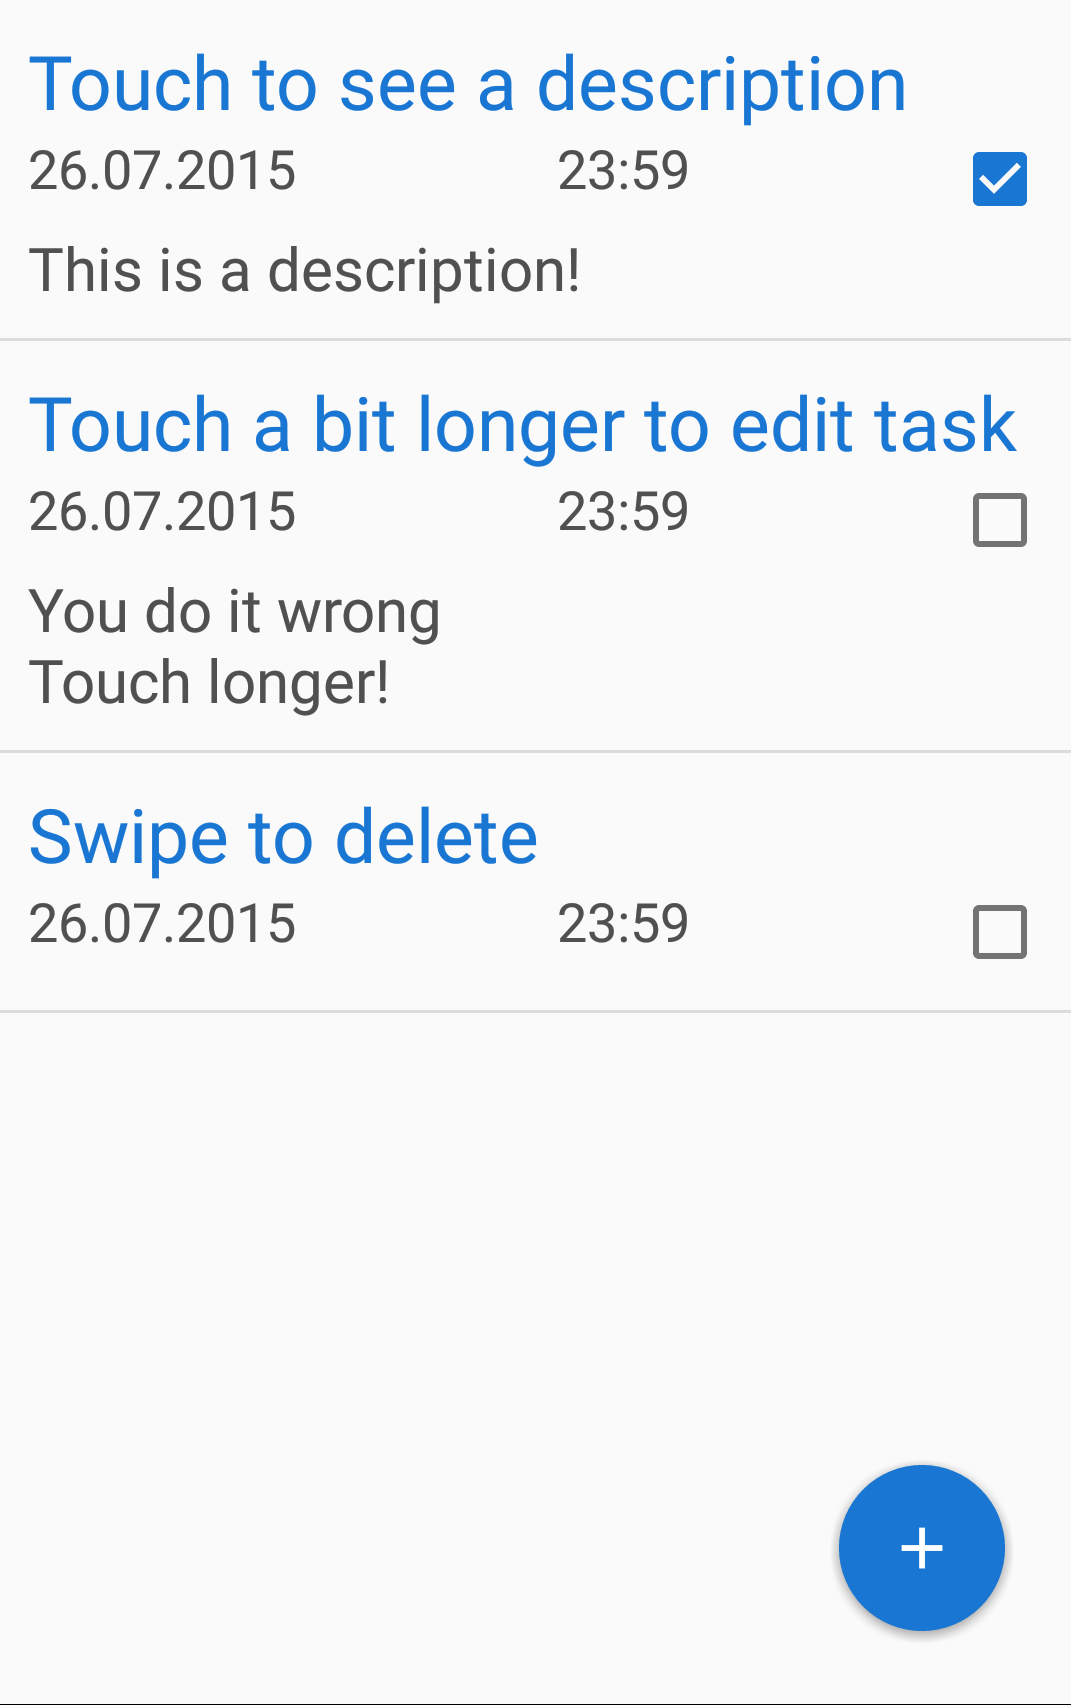 Touch to see a description
26.07.2015 23:59
This is a description!
Touch a bit longer to edit task
26.07.2015 23:59
You do it wrong
Touch longer!
Swipe to delete
26.07.2015 23:59
+